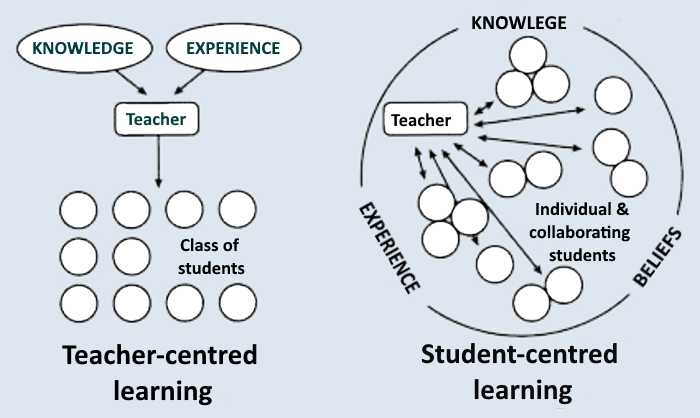 KNOWLEDGE
EXPERIENCE
Teacher
Class of
students
Teacher-centred
learning
KNOWLEGE
Teacher
Individual &
collaborating
students
EXPERIENCE
BELIEFS
Student-centred
learning